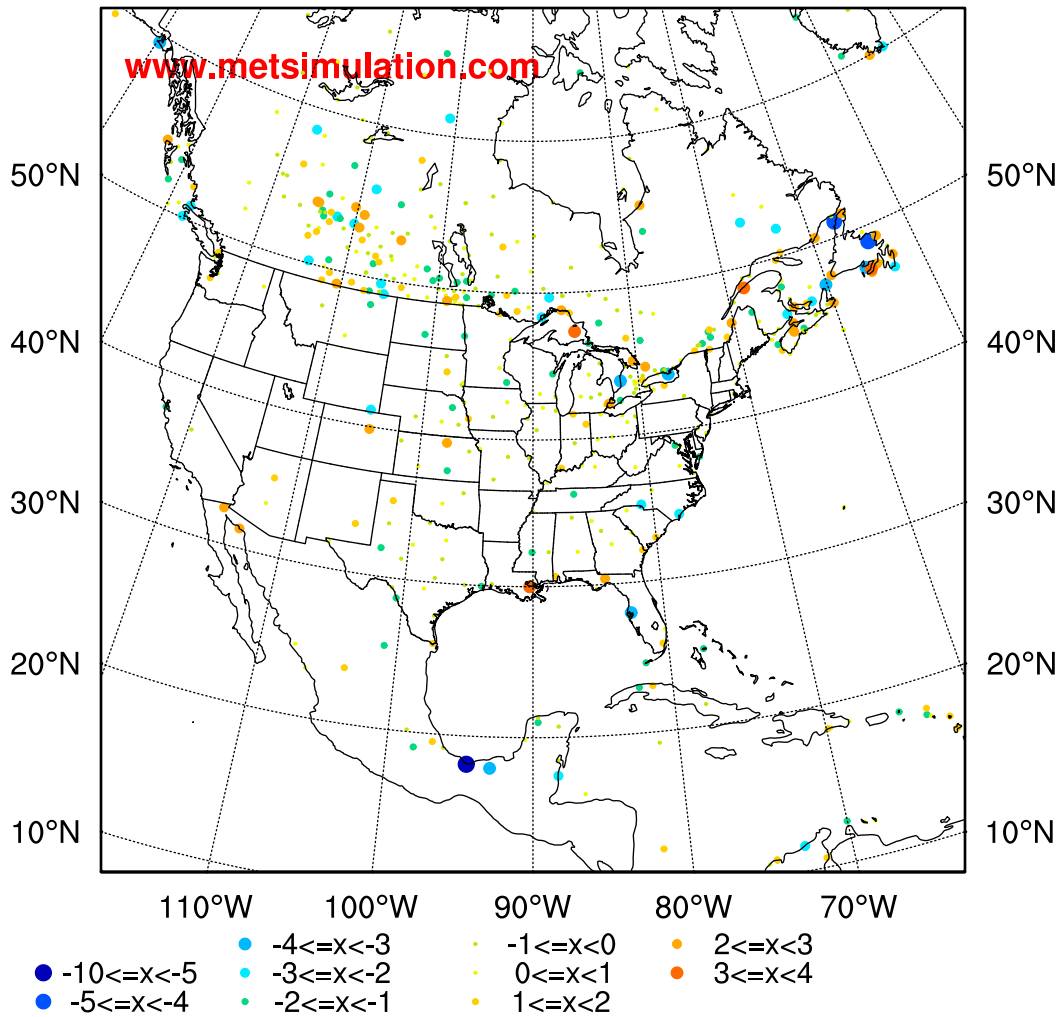 www.metsimulation.com
50°N 50°N
40°N 40°N
30°N 30°N
20°N 20°N
10°N 10°N
110°W 100°W 90°W 80°W 70°W
-4<=x<-3 -1<=x<0 2<=x<3
-10<=x<-5 -3<=x<-2 0<=x<1 3<=x<4
-5<=x<-4 -2<=x<-1 1<=x<2